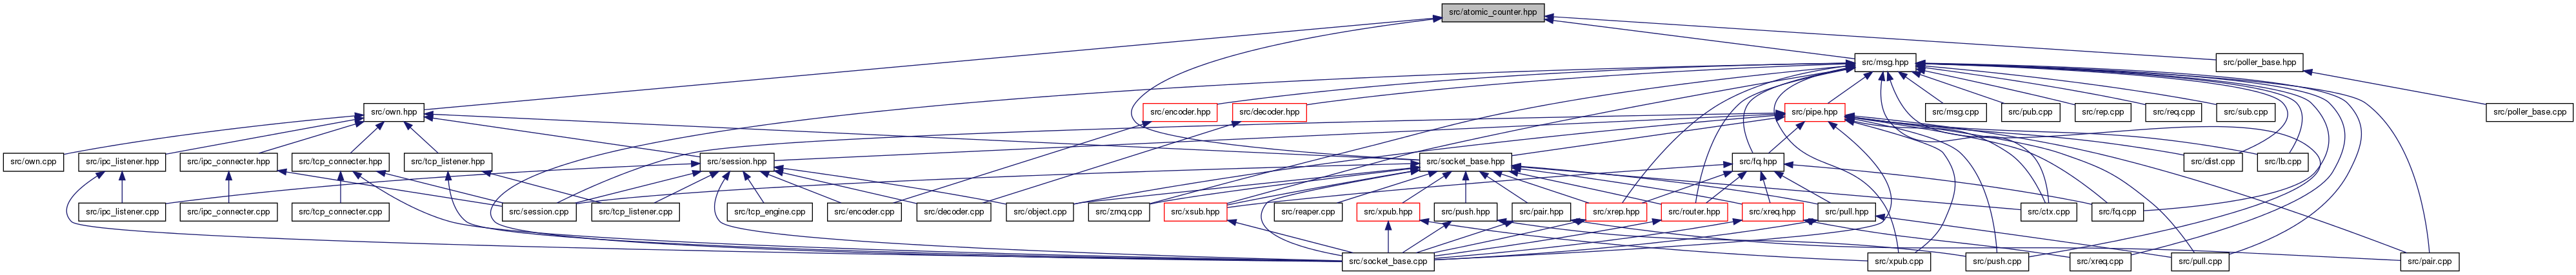 src/atomic_counter.hpp
src/msg.hpp
src/poller_base.hpp
src/own.hpp
src/encoder.hpp
src/decoder.hpp
src/pipe.hpp
src/msg.cpp
src/pub.cpp
src/rep.cpp
src/req.cpp
src/sub.cpp
src/poller_base.cpp
src/own.cpp
src/ipc_listener.hpp
src/ipc_connecter.hpp
src/tcp_connecter.hpp
src/tcp_listener.hpp
src/session.hpp
src/socket_base.hpp
src/fq.hpp
src/dist.cpp
src/lb.cpp
src/ipc_listener.cpp
src/ipc_connecter.cpp
src/tcp_connecter.cpp
src/session.cpp
src/tcp_listener.cpp
src/tcp_engine.cpp
src/encoder.cpp
src/decoder.cpp
src/object.cpp
src/zmq.cpp
src/xsub.hpp
src/reaper.cpp
src/xpub.hpp
src/push.hpp
src/pair.hpp
src/xrep.hpp
src/router.hpp
src/xreq.hpp
src/pull.hpp
src/ctx.cpp
src/fq.cpp
src/socket_base.cpp
src/xpub.cpp
src/push.cpp
src/xreq.cpp
src/pull.cpp
src/pair.cpp